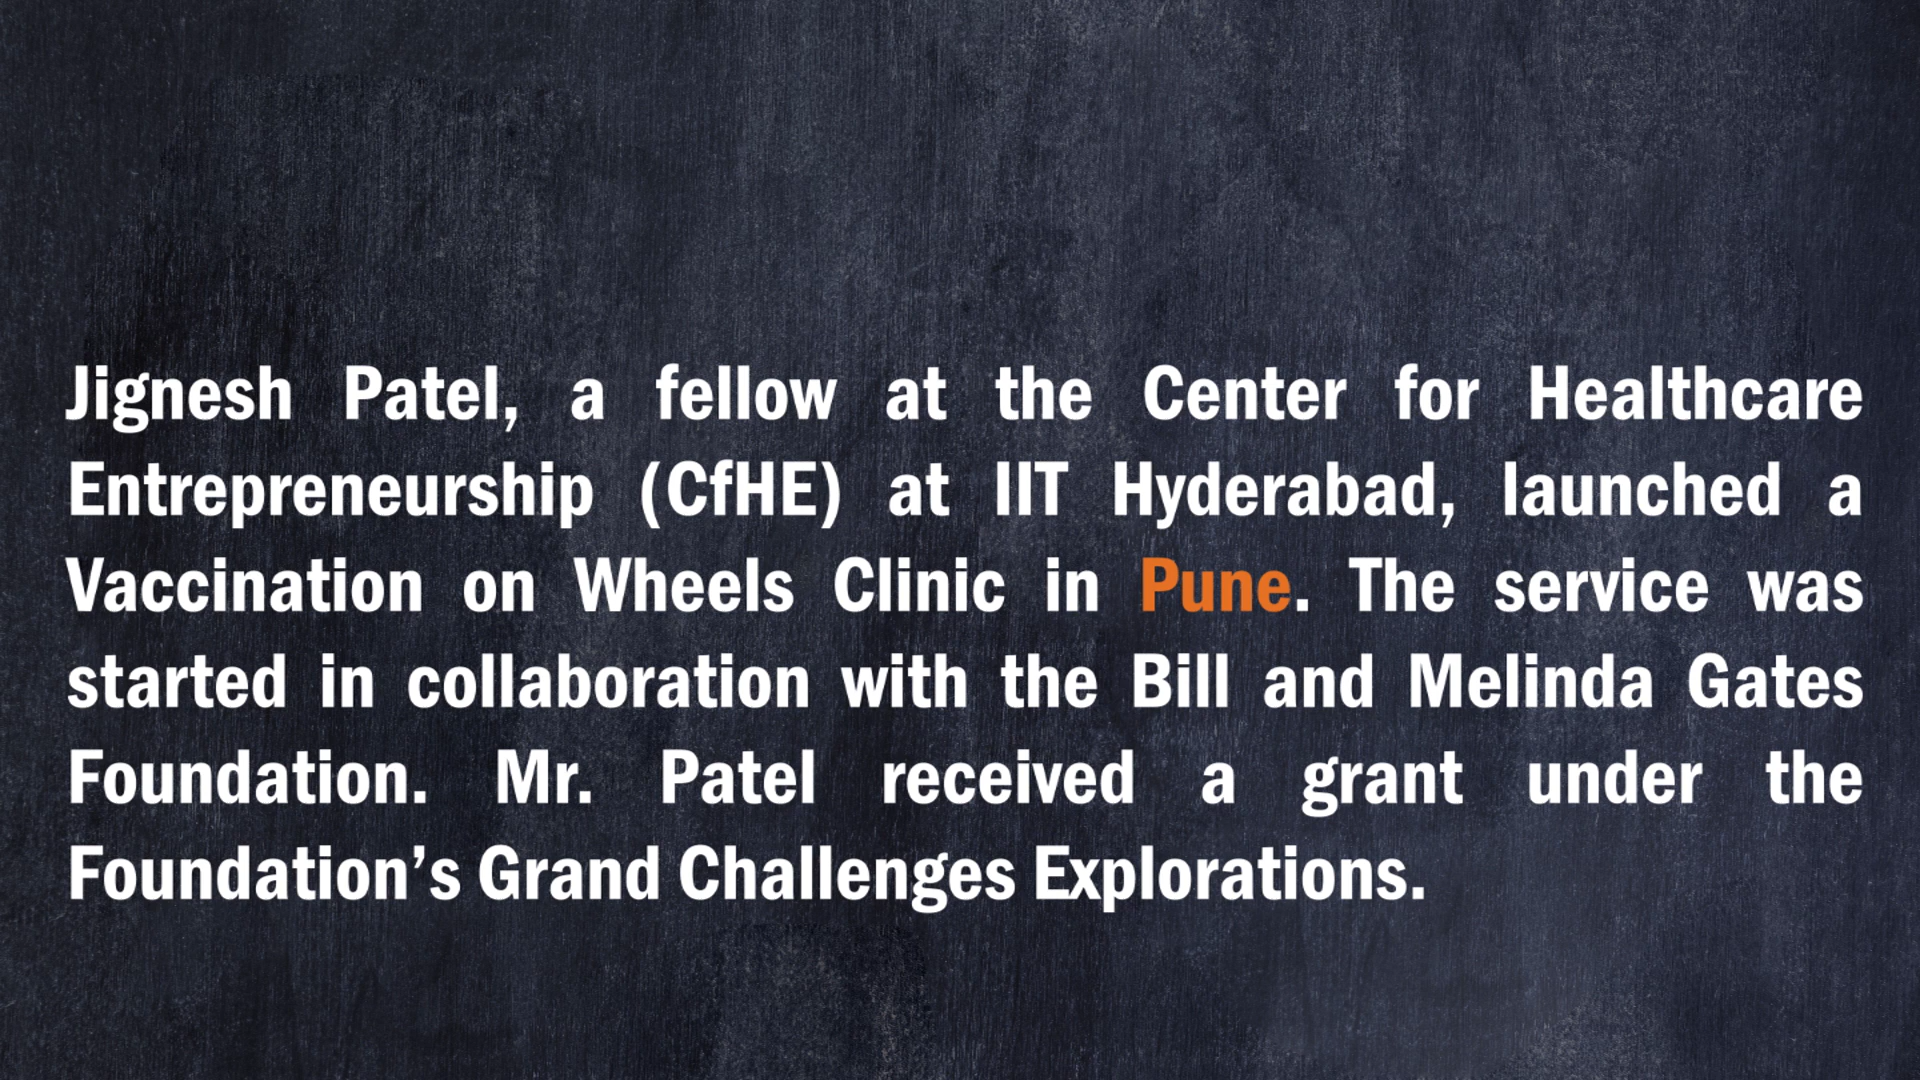 Jignesh Patel, a fellow at the Center for Healthcare
Entrepreneurship (CfHE) at IIT Hyderabad, launched a
Vaccination on Wheels Clinic in Pune. The service was
started in collaboration with the Bill and Melinda Gates
Foundation. Mr. Patel received a grant under the
Foundation’s Grand Challenges Explorations.